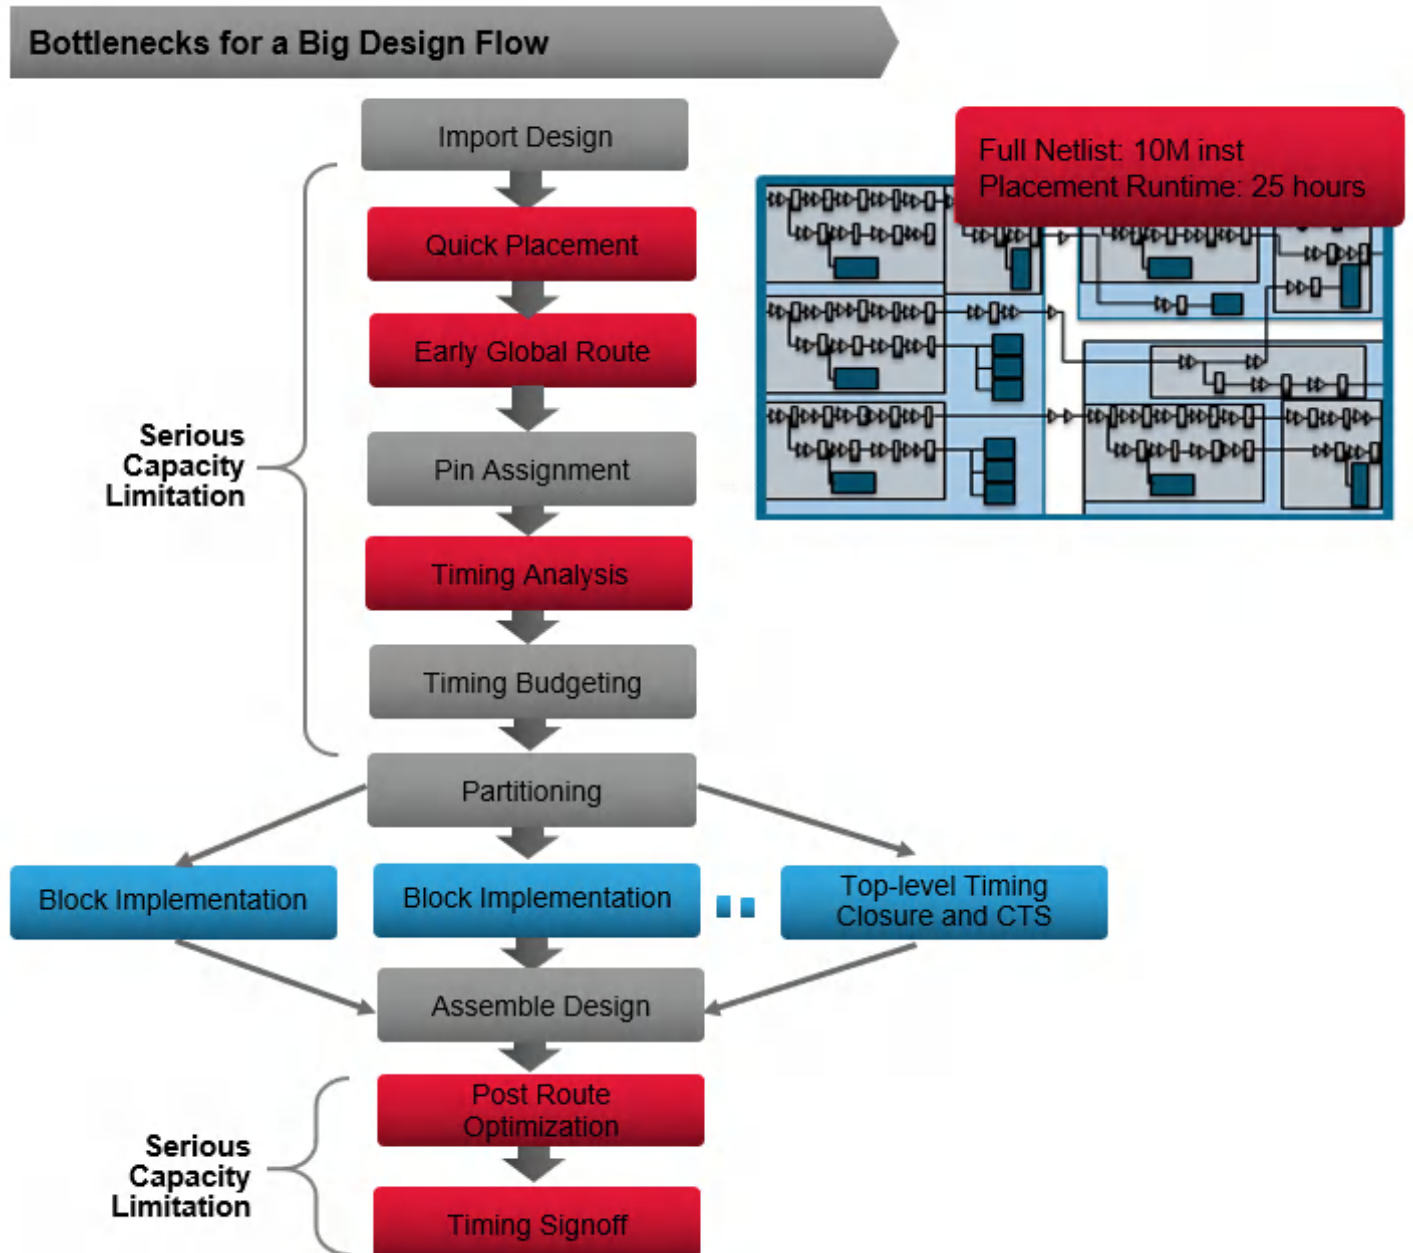 Bottlenecks for a Big Design Flow
Import Design
Full Netlist: 10M inst
Placement Runtime: 25 hours
Quick Placement
Early Global Route
Serious
Capacity
Limitation
Pin Assignment
Timing Analysis
Timing Budgeting
Partitioning
Block Implementation
Block Implementation
Top-level Timing
Closure and CTS
Assemble Design
Post Route
Optimization
Serious
Capacity
Limitation
Timing Signoff